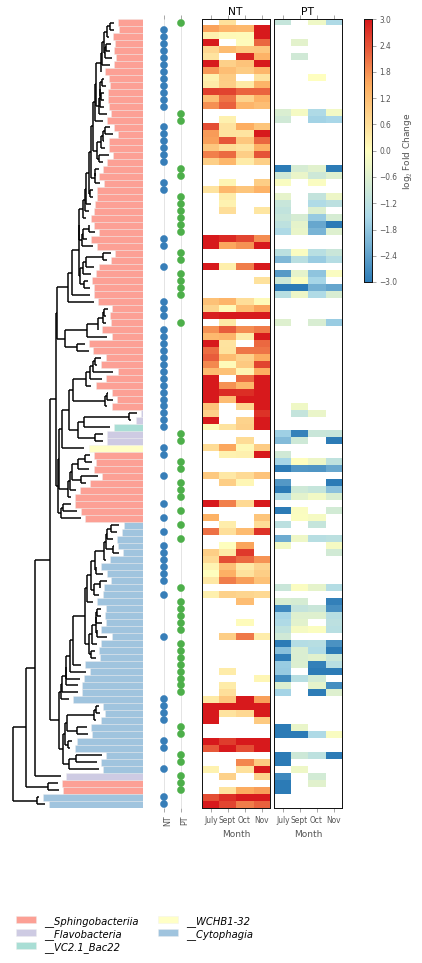 NT
PT
3.0
2.4
1.8
1.2
0.6
0.0
−0.6
−1.2
−1.8
−2.4
−3.0
log₂ Fold Change
NT
PT
July Sept Oct Nov
July Sept Oct Nov
Month
Month
__Sphingobacteriia
__Flavobacteria
__VC2.1_Bac22
__WCHB1-32
__Cytophagia